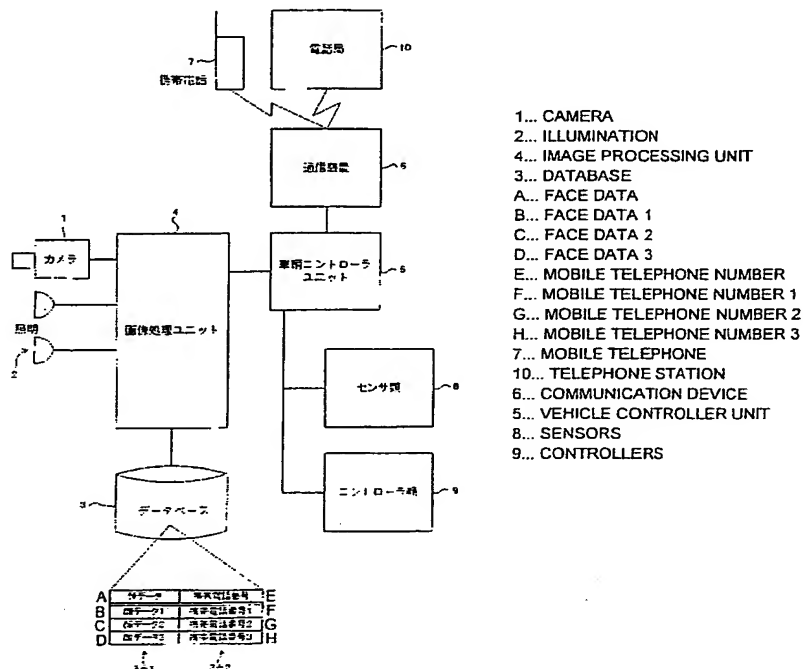 電話局
10
7
携帯電話
通信装置
6
4
1
カメラ
車両コントローラ
ユニット
5
照明
画像処理ユニット
2
センサ類
8
3
データベース
コントローラ類
9
A 顔データ 携帯電話番号 E
B 顔データ1 携帯電話番号1 F
C 顔データ2 携帯電話番号2 G
D 顔データ3 携帯電話番号3 H
1... CAMERA
2... ILLUMINATION
4... IMAGE PROCESSING UNIT
3... DATABASE
A... FACE DATA
B... FACE DATA 1
C... FACE DATA 2
D... FACE DATA 3
E... MOBILE TELEPHONE NUMBER
F... MOBILE TELEPHONE NUMBER 1
G... MOBILE TELEPHONE NUMBER 2
H... MOBILE TELEPHONE NUMBER 3
7... MOBILE TELEPHONE
10... TELEPHONE STATION
6... COMMUNICATION DEVICE
5... VEHICLE CONTROLLER UNIT
8... SENSORS
9... CONTROLLERS